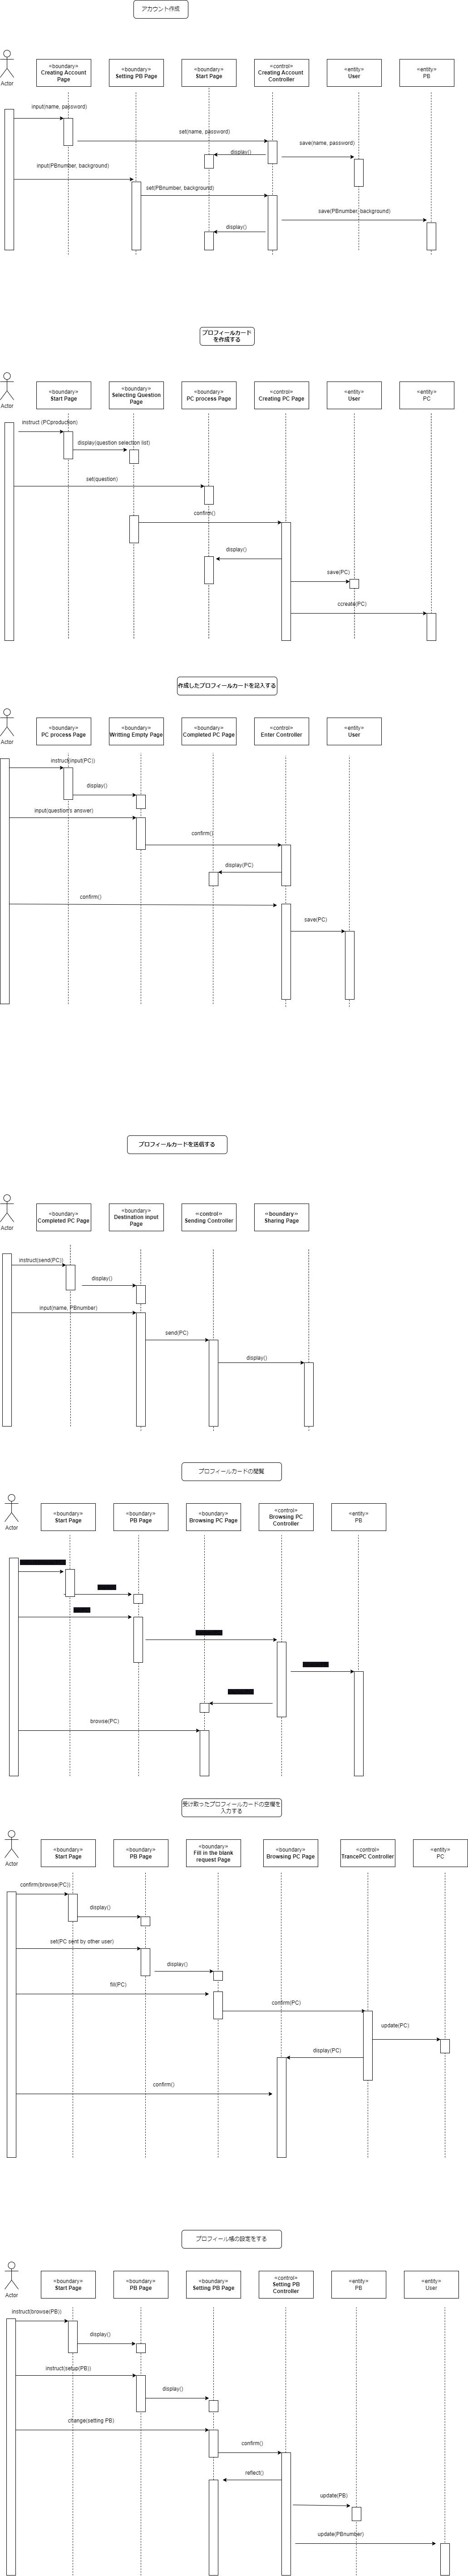 アカウント作成
Actor
«boundary»
Creating Account
Page
«boundary»
Setting PB Page
«boundary»
Start Page
«control»
Creating Account
Controller
«entity»
User
«entity»
PB
input(name, password)
set(name, password)
save(name, password)
display()
input(PBnumber, background)
set(PBnumber, background)
save(PBnumber, background)
display()
プロフィールカード
を作成する
Actor
«boundary»
Start Page
«boundary»
Selecting Question
Page
«boundary»
PC process Page
«control»
Creating PC Page
«entity»
User
«entity»
PC
instruct (PCproduction)
display(question selection list)
set(question)
confirm()
display()
save(PC)
ccreate(PC)
作成したプロフィールカードを記入する
Actor
«boundary»
PC process Page
«boundary»
Writting Empty Page
«boundary»
Completed PC Page
«control»
Enter Controller
«entity»
User
instruct(input(PC))
display()
input(question's answer)
confirm()
display(PC)
confirm()
save(PC)
プロフィールカードを送信する
Actor
«boundary»
Completed PC Page
«boundary»
Destination input
Page
«control»
Sending Controller
«boundary»
Sharing Page
instruct(send(PC))
display()
input(name, PBnumber)
send(PC)
display()
プロフィールカードの閲覧
Actor
«boundary»
Start Page
«boundary»
PB Page
«boundary»
Browsing PC Page
«control»
Browsing PC
Controller
«entity»
PB
browse(PC)
受け取ったプロフィールカードの空欄を
入力する
Actor
«boundary»
Start Page
«boundary»
PB Page
«boundary»
Fill in the blank
request Page
«boundary»
Browsing PC Page
«control»
TrancePC Controller
«entity»
PC
confirm(browse(PC))
display()
set(PC sent by other user)
display()
fill(PC)
confirm(PC)
update(PC)
display(PC)
confirm()
プロフィール帳の設定をする
Actor
«boundary»
Start Page
«boundary»
PB Page
«boundary»
Setting PB Page
«control»
Setting PB
Controller
«entity»
PB
«entity»
User
instruct(browse(PB))
display()
instruct(setup(PB))
display()
change(setting PB)
confirm()
reflect()
update(PB)
update(PBnumber)